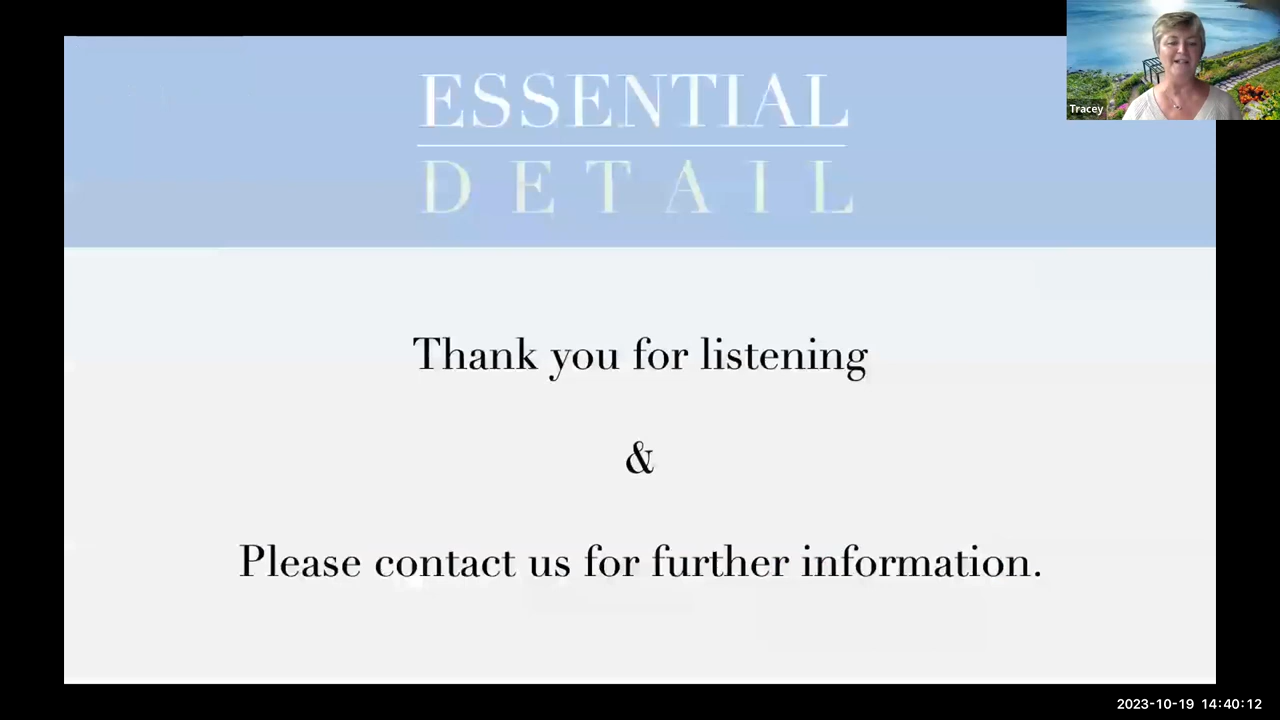 ESSENTIAL
DETAIL
Tracey
Thank you for listening
&
Please contact us for further information.
2023-10-19 14:40:12